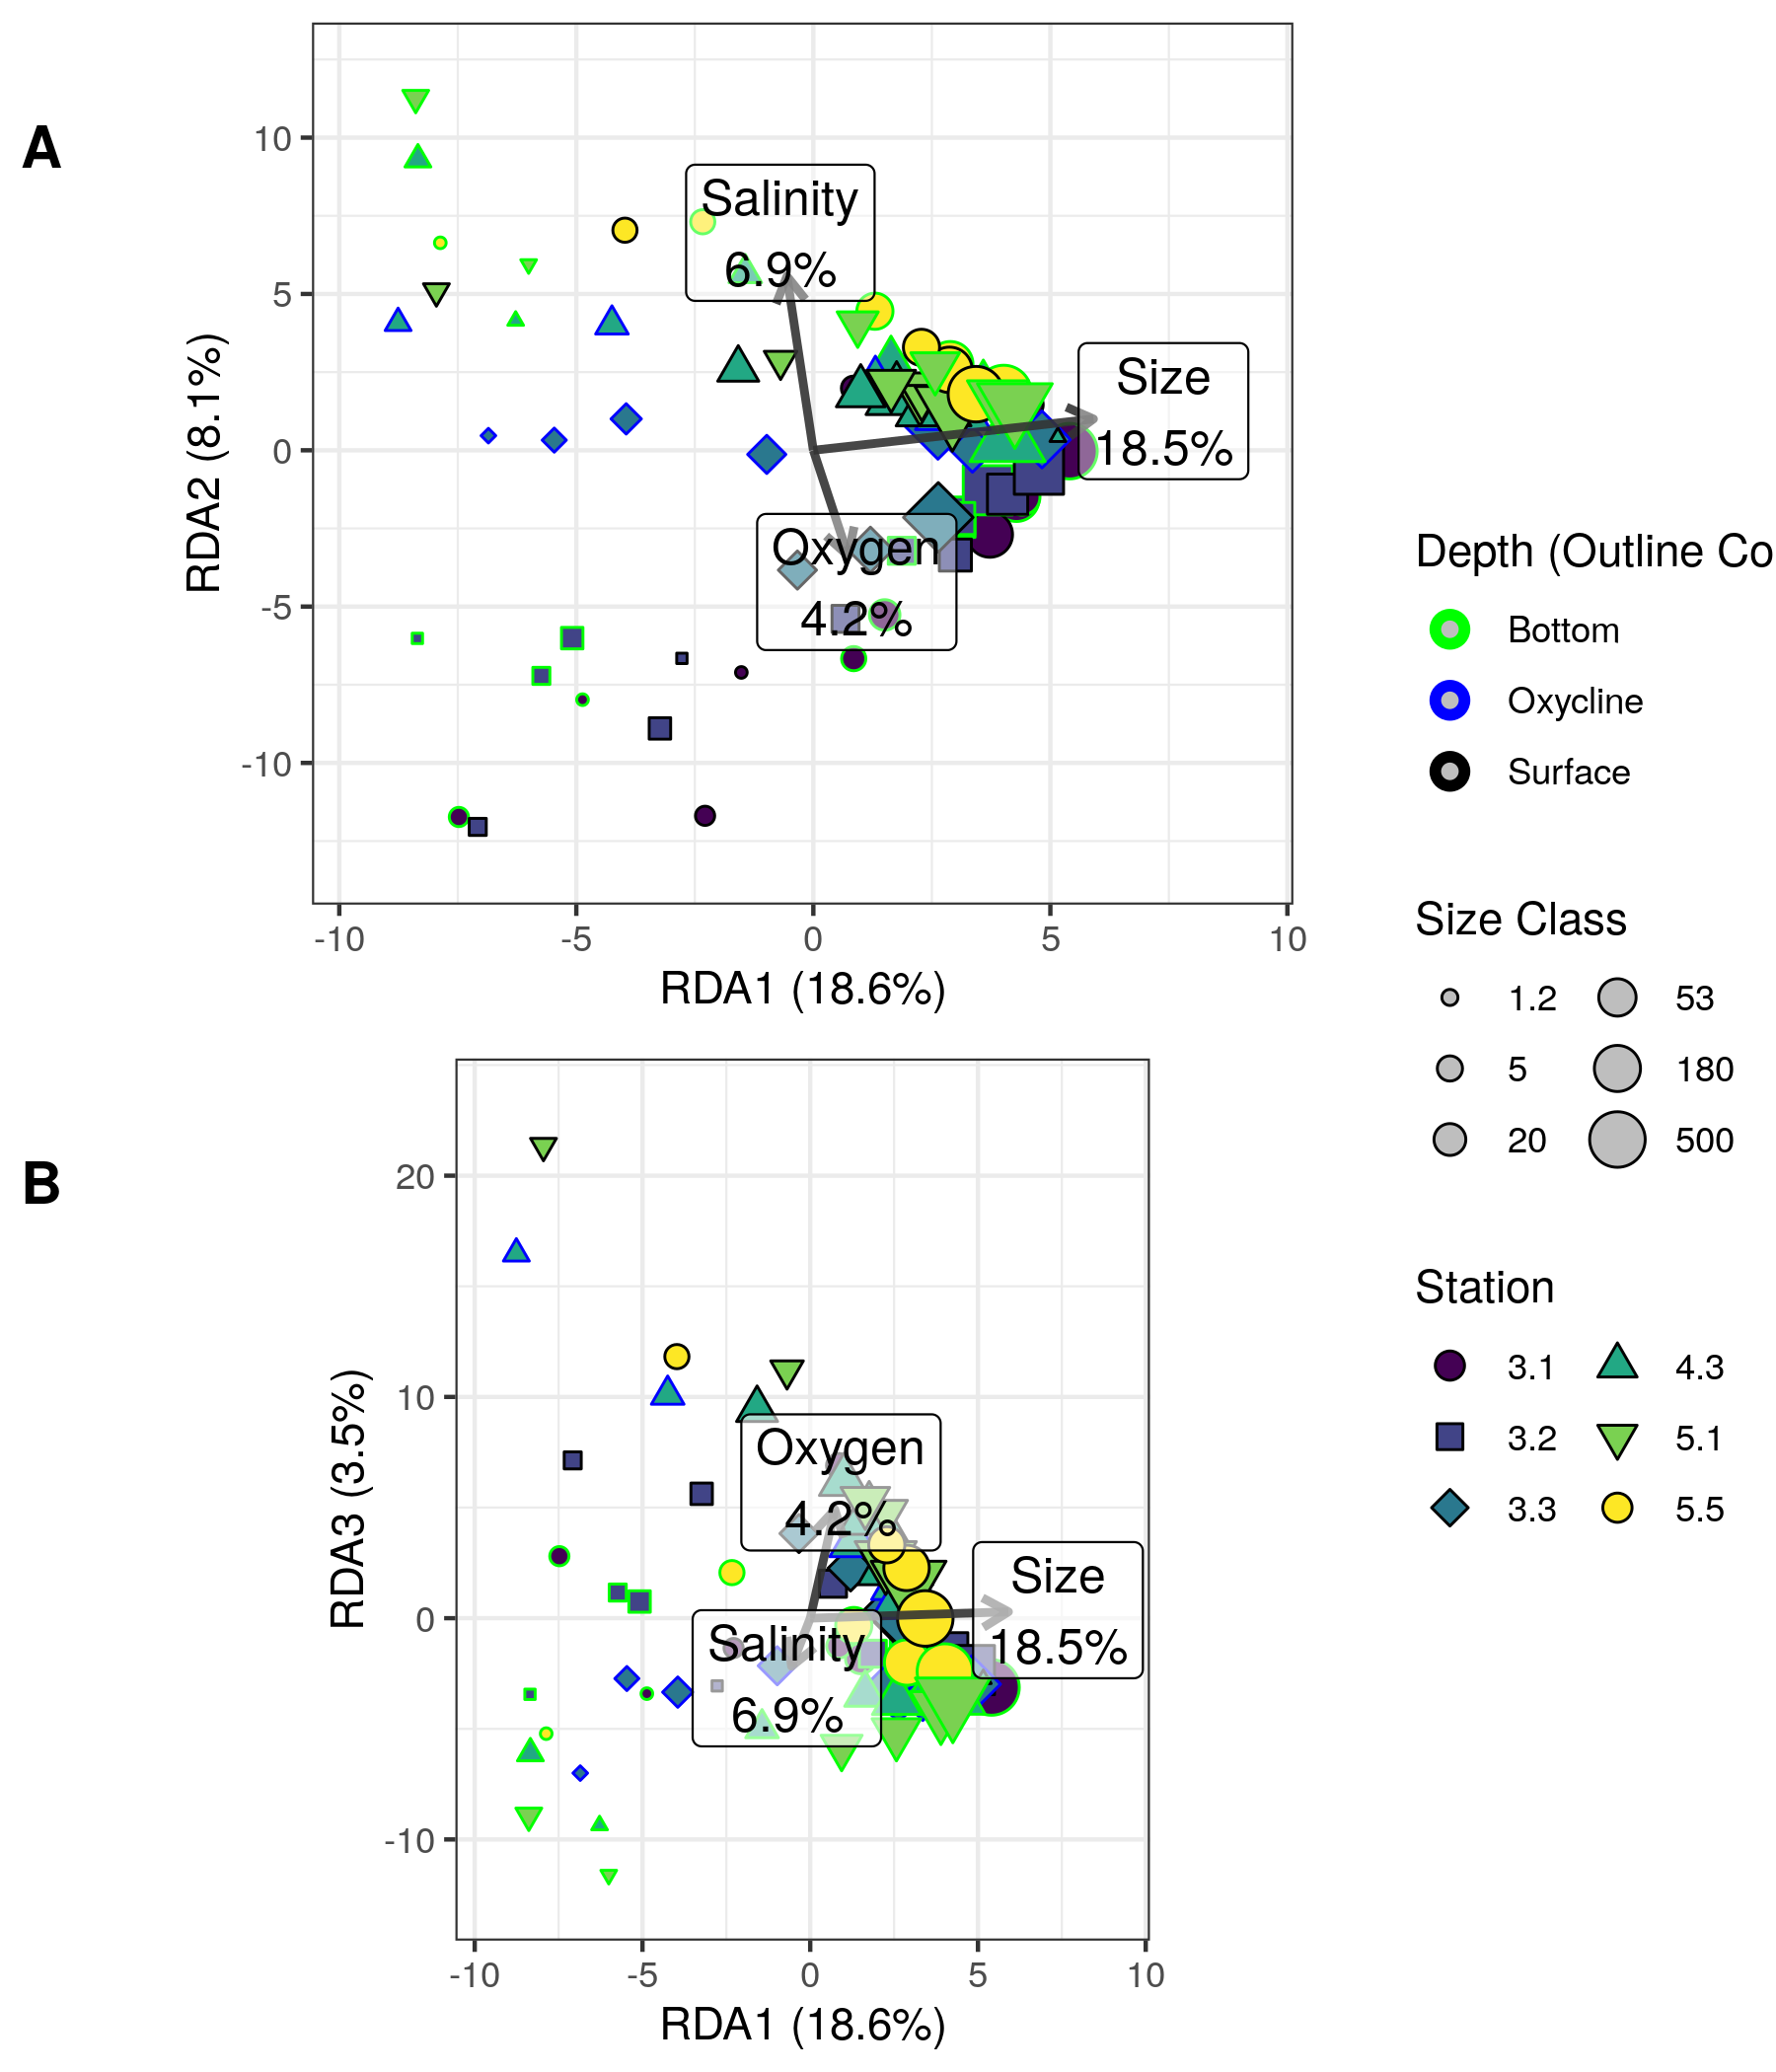 A
Salinity
6.9%
Size
18.5%
Oxygen
4.2%
10
5
0
-5
-10
RDA2 (8.1%)
-10
-5
0
5
10
RDA1 (18.6%)
B
Oxygen
4.2%
Size
18.5%
Salinity
6.9%
20
10
0
-10
RDA3 (3.5%)
-10
-5
0
5
10
RDA1 (18.6%)
Depth (Outline Co
Bottom
Oxycline
Surface
Size Class
1.2
53
5
180
20
500
Station
3.1
4.3
3.2
5.1
3.3
5.5